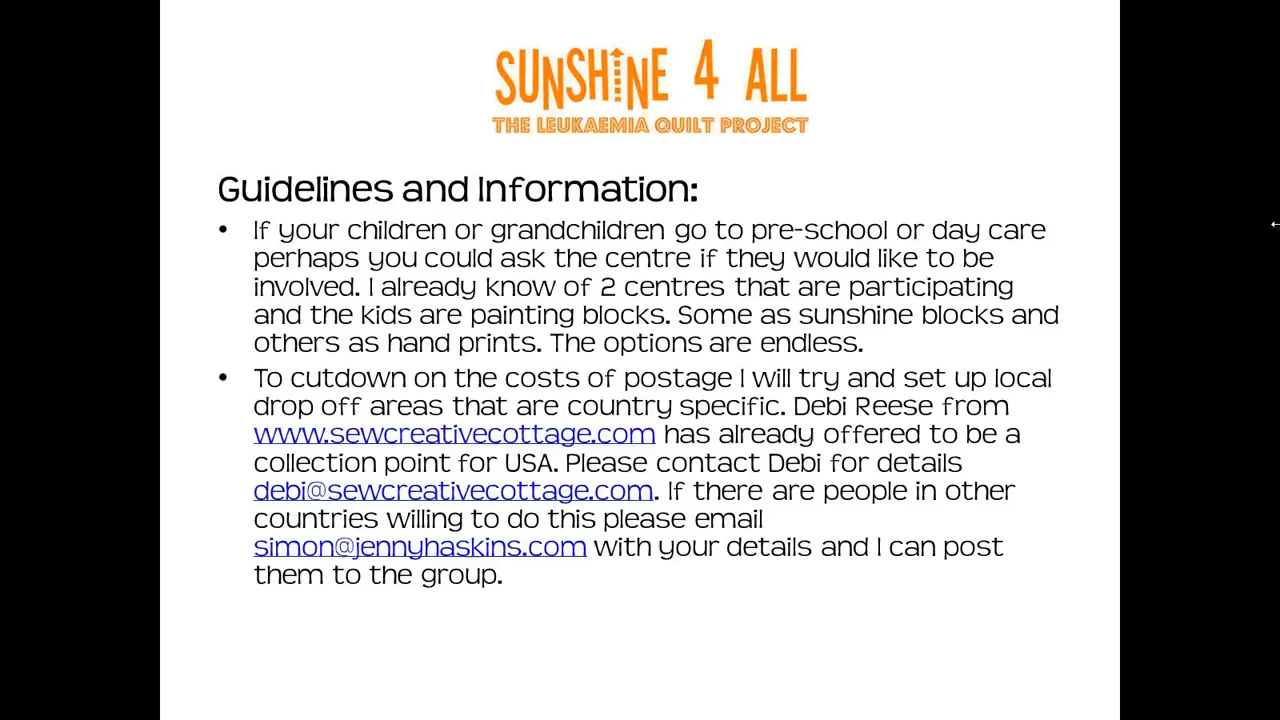 SUNSHINE 4 ALL
THE LEUKAEMIA QUILT PROJECT
Guidelines and Information:
• If your children or grandchildren go to pre-school or day care
perhaps you could ask the centre if they would like to be
involved. I already know of 2 centres that are participating
and the kids are painting blocks. Some as sunshine blocks and
others as hand prints. The options are endless.
• To cutdown on the costs of postage I will try and set up local
drop off areas that are country specific. Debi Reese from
www.sewcreativecottage.com has already offered to be a
collection point for USA. Please contact Debi for details
debi@sewcreativecottage.com. If there are people in other
countries willing to do this please email
simon@jennyhaskins.com with your details and I can post
them to the group.